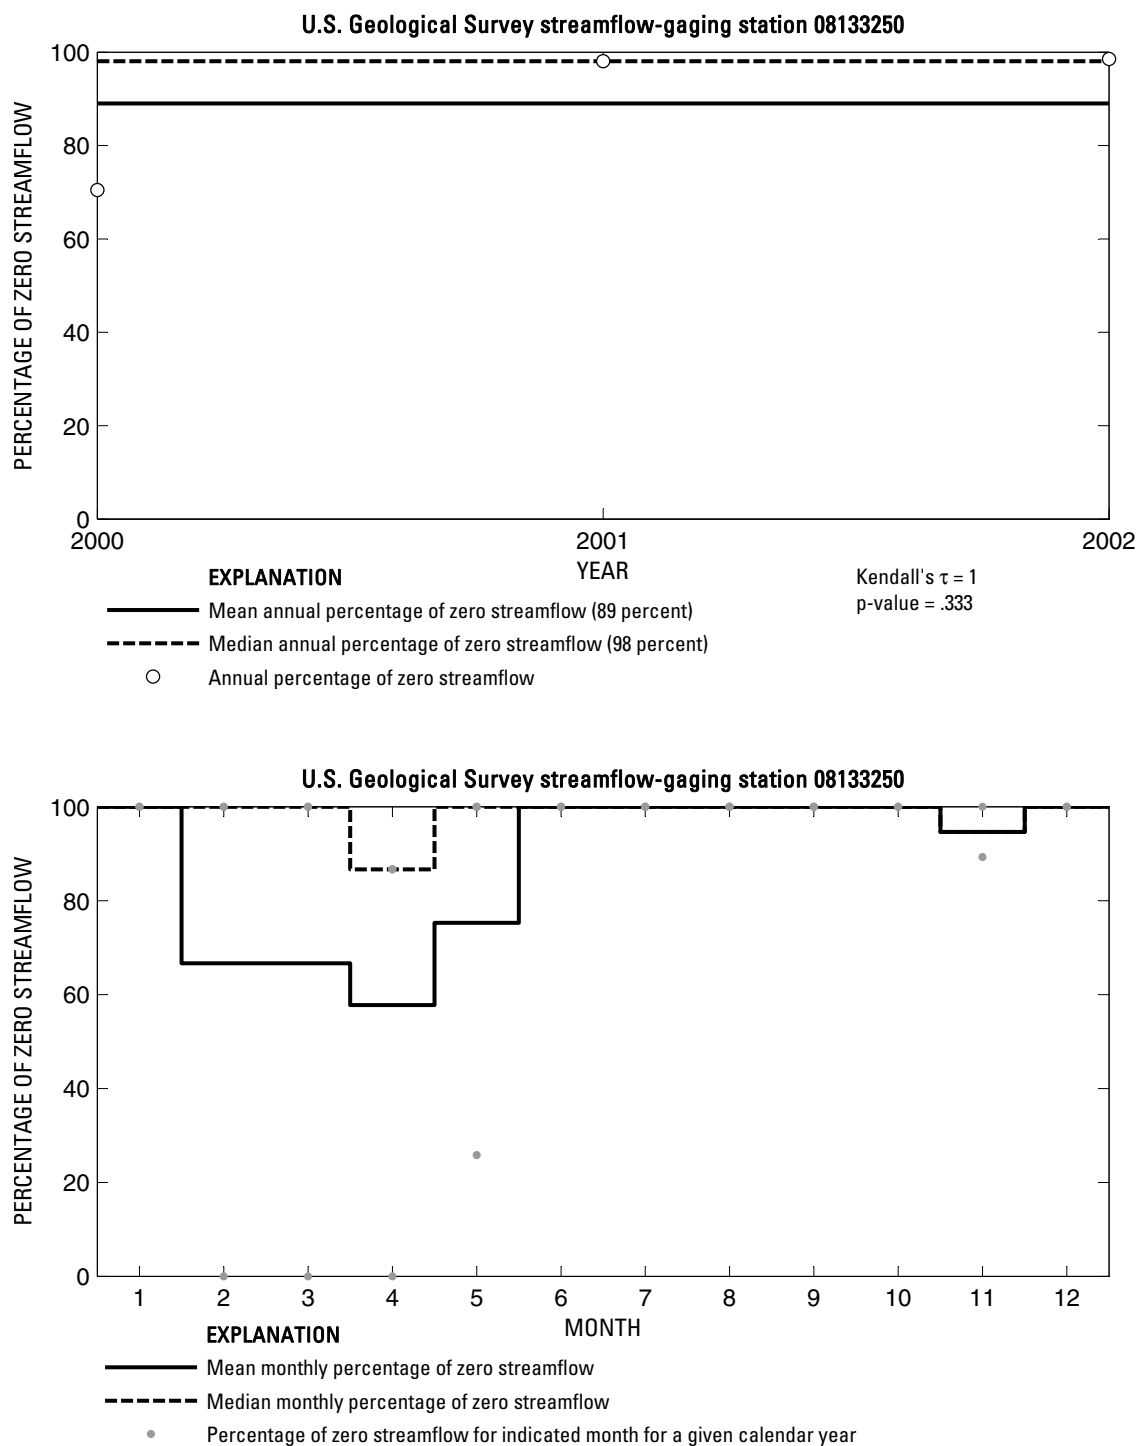 U.S. Geological Survey streamflow-gaging station 08133250
PERCENTAGE OF ZERO STREAMFLOW
100
80
60
40
20
0
2000
2001
2002
YEAR
EXPLANATION
Mean annual percentage of zero streamflow (89 percent)
Median annual percentage of zero streamflow (98 percent)
Annual percentage of zero streamflow
Kendall's τ = 1
p-value = .333
U.S. Geological Survey streamflow-gaging station 08133250
PERCENTAGE OF ZERO STREAMFLOW
100
80
60
40
20
0
1 2 3 4 5 6 7 8 9 10 11 12
MONTH
EXPLANATION
Mean monthly percentage of zero streamflow
Median monthly percentage of zero streamflow
Percentage of zero streamflow for indicated month for a given calendar year